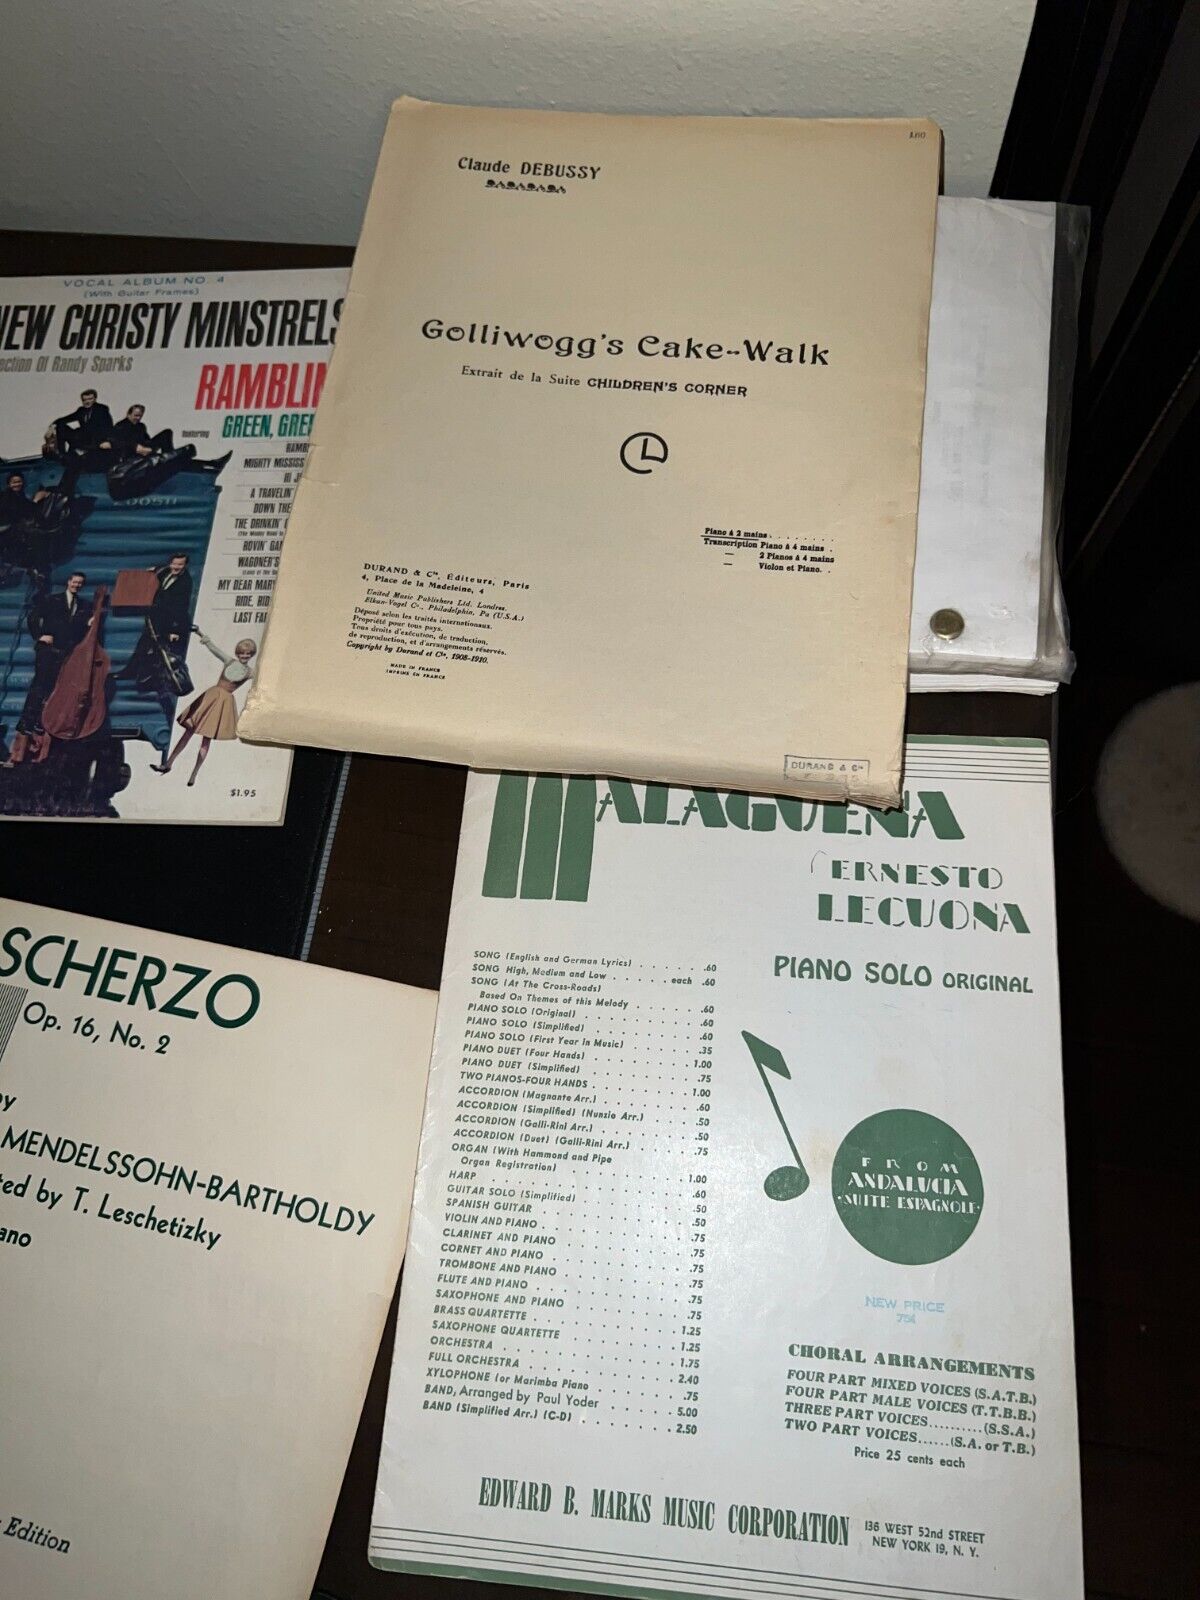 Claude DEBUSSY
Golliwogg's Cake-Walk
Extrait de la Suite CHILDREN'S CORNER
Piano à 2 mains . . . . . . . .
Transcription Piano à 4 mains .
— 2 Pianos à 4 mains
— Violon et Piano. .
DURAND & Cie, Éditeurs, Paris
4, Place de la Madeleine, 4
United Music Publishers Ltd. Londres.
Elkan-Vogel Co., Philadelphia, Pa (U.S.A.)
Déposé selon les traités internationaux.
Propriété pour tous pays.
Tous droits d'exécution, de traduction,
de reproduction, et d'arrangements réservés.
Copyright by Durand et Cie, 1908-1910.
MADE IN FRANCE
IMPRIMÉ EN FRANCE
DURAND & Cie
VOCAL ALBUM NO. 4
(With Guitar Frames)
NEW CHRISTY MINSTRELS
ection Of Randy Sparks
RAMBLIN
featuring GREEN, GREE
RAMB
MIGHTY MISSISS
HI J
A TRAVELIN'
DOWN THE
THE DRINKIN'
ROVIN' GA
WAGONER'S
MY DEAR MARY
RIDE, RID
LAST FA
$1.95
MALAGUEÑA
ERNESTO
LECUONA
PIANO SOLO ORIGINAL
SONG (English and German Lyrics) . . . . . . .60
SONG High, Medium and Low . . . . . each .60
SONG (At The Cross-Roads)
Based On Themes of this Melody . . . . . .60
PIANO SOLO (Original) . . . . . . . . . .60
PIANO SOLO (Simplified) . . . . . . . . . .60
PIANO SOLO (First Year in Music) . . . . . .35
PIANO DUET (Four Hands) . . . . . . . . 1.00
PIANO DUET (Simplified) . . . . . . . . . .75
TWO PIANOS-FOUR HANDS . . . . . . . . 1.00
ACCORDION (Magnante Arr.) . . . . . . . .60
ACCORDION (Simplified) (Nunzio Arr.) . . . .50
ACCORDION (Galli-Rini Arr.) . . . . . . . .50
ACCORDION (Duet) (Galli-Rini Arr.) . . . . .75
ORGAN (With Hammond and Pipe
Organ Registration) . . . . . . . . . 1.00
HARP . . . . . . . . . . . . . . .60
GUITAR SOLO (Simplified) . . . . . . . . .50
SPANISH GUITAR . . . . . . . . . . . .50
VIOLIN AND PIANO . . . . . . . . . . . .75
CLARINET AND PIANO . . . . . . . . . . .75
CORNET AND PIANO . . . . . . . . . . .75
TROMBONE AND PIANO . . . . . . . . . .75
FLUTE AND PIANO . . . . . . . . . . . .75
SAXOPHONE AND PIANO . . . . . . . . . .75
BRASS QUARTETTE . . . . . . . . . . . 1.25
SAXOPHONE QUARTETTE . . . . . . . . . 1.25
ORCHESTRA . . . . . . . . . . . . . 1.75
FULL ORCHESTRA . . . . . . . . . . . 2.40
XYLOPHONE (or Marimba Piano . . . . . . .75
BAND, Arranged by Paul Yoder . . . . . . 5.00
BAND (Simplified Arr.) (C-D) . . . . . . . 2.50
FROM
ANDALUCIA
•SUITE ESPAGNOLE•
NEW PRICE
75¢
CHORAL ARRANGEMENTS
FOUR PART MIXED VOICES (S.A.T.B.)
FOUR PART MALE VOICES (T.T.B.B.)
THREE PART VOICES..........(S.S.A.)
TWO PART VOICES......(S.A. or T.B.)
Price 25 cents each
EDWARD B. MARKS MUSIC CORPORATION
136 WEST 52nd STREET
NEW YORK 19, N. Y.
SCHERZO
Op. 16, No. 2
by
MENDELSSOHN-BARTHOLDY
ted by T. Leschetizky
ano
Edition